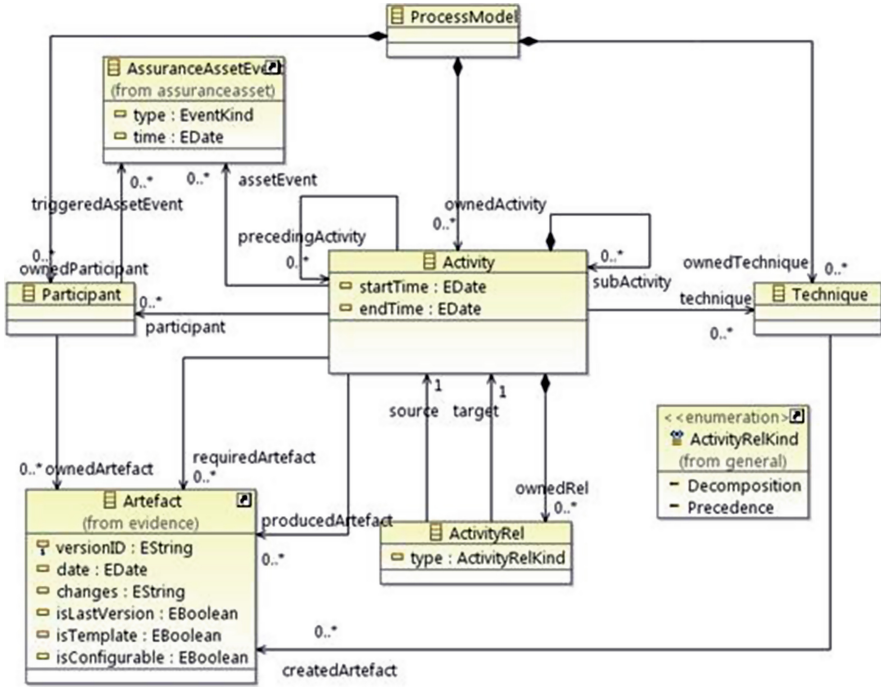 ProcessModel
AssuranceAssetEvent
(from assuranceasset)
type : EventKind
time : EDate
0..*
0..*
assetEvent
triggeredAssetEvent
ownedActivity
0..*
precedingActivity
0..*
0..*
ownedParticipant
0..*
subActivity
ownedTechnique
0..*
Activity
startTime : EDate
endTime : EDate
Participant
0..*
participant
technique
0..*
Technique
source
1
target
1
<<enumeration>>
ActivityRelKind
(from general)
Decomposition
Precedence
0..*
ownedArtefact
requiredArtefact
0..*
ownedRel
0..*
Artefact
(from evidence)
versionID : EString
date : EDate
changes : EString
isLastVersion : EBoolean
isTemplate : EBoolean
isConfigurable : EBoolean
producedArtefact
0..*
ActivityRel
type : ActivityRelKind
0..*
createdArtefact